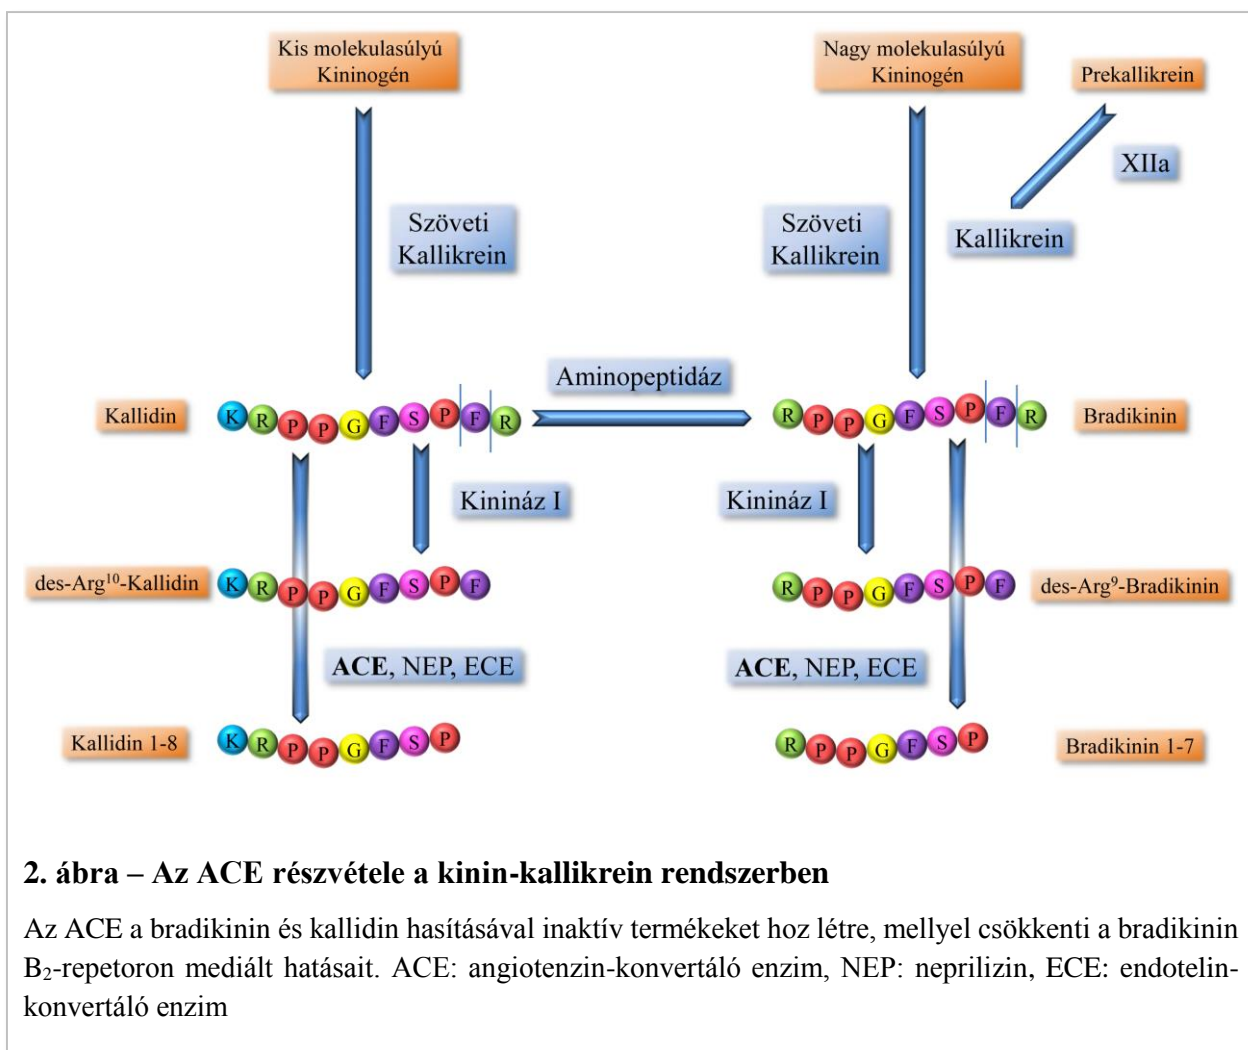 Kis molekulasúlyú
Kininogén
Nagy molekulasúlyú
Kininogén
Prekallikrein
XIIa
Szöveti
Kallikrein
Szöveti
Kallikrein
Kallikrein
Aminopeptidáz
Kallidin
K R P P G F S P F R
R P P G F S P F R
Bradikinin
Kinináz I
Kinináz I
des-Arg¹⁰-Kallidin
K R P P G F S P F
R P P G F S P F
des-Arg⁹-Bradikinin
ACE, NEP, ECE
ACE, NEP, ECE
Kallidin 1-8
K R P P G F S P
R P P G F S P
Bradikinin 1-7
2. ábra – Az ACE részvétele a kinin-kallikrein rendszerben
Az ACE a bradikinin és kallidin hasításával inaktív termékeket hoz létre, mellyel csökkenti a bradikinin
B₂-repetoron mediált hatásait. ACE: angiotenzin-konvertáló enzim, NEP: neprilizin, ECE: endotelin-
konvertáló enzim